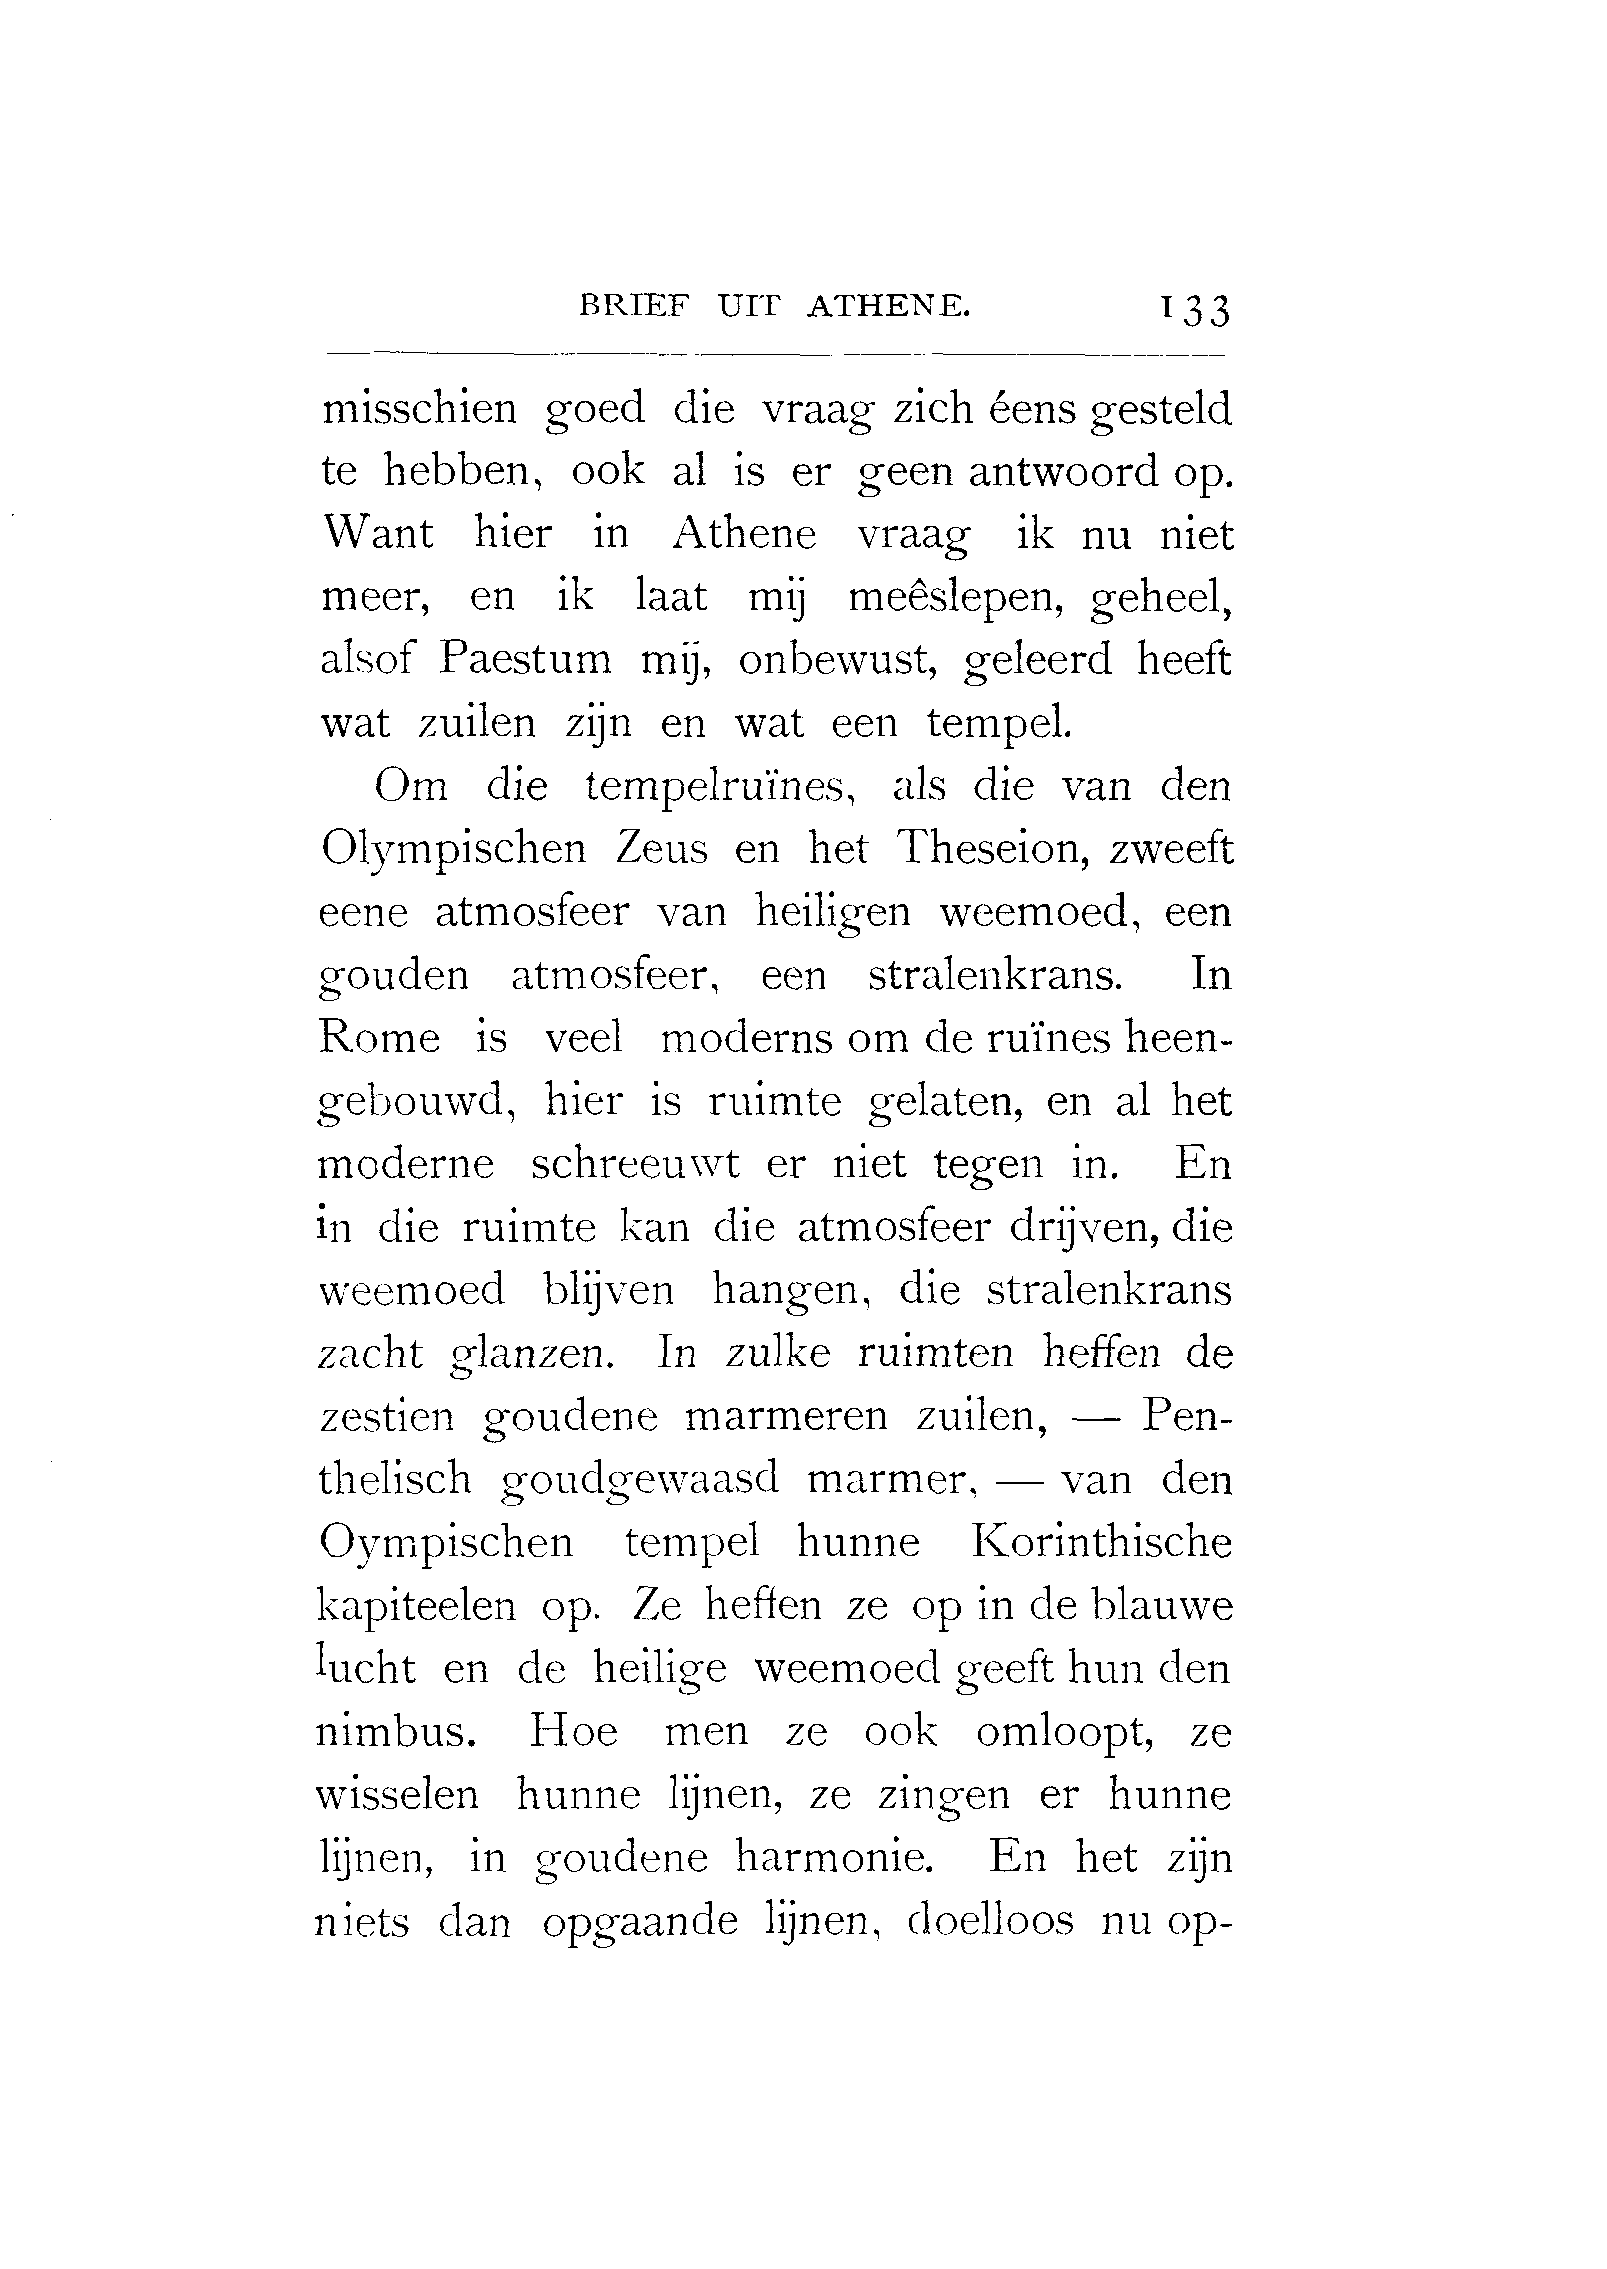 BRIEF UIT ATHENE. 133
misschien goed die vraag zich éens gesteld
te hebben, ook al is er geen antwoord op.
Want hier in Athene vraag ik nu niet
meer, en ik laat mij meêslepen, geheel,
alsof Paestum mij, onbewust, geleerd heeft
wat zuilen zijn en wat een tempel.
Om die tempelruïnes, als die van den
Olympischen Zeus en het Theseion, zweeft
eene atmosfeer van heiligen weemoed, een
gouden atmosfeer, een stralenkrans. In
Rome is veel moderns om de ruïnes heen-
gebouwd, hier is ruimte gelaten, en al het
moderne schreeuwt er niet tegen in. En
in die ruimte kan die atmosfeer drijven, die
weemoed blijven hangen, die stralenkrans
zacht glanzen. In zulke ruimten heffen de
zestien goudene marmeren zuilen, — Pen-
thelisch goudgewaasd marmer, — van den
Oympischen tempel hunne Korinthische
kapiteelen op. Ze heffen ze op in de blauwe
lucht en de heilige weemoed geeft hun den
nimbus. Hoe men ze ook omloopt, ze
wisselen hunne lijnen, ze zingen er hunne
lijnen, in goudene harmonie. En het zijn
niets dan opgaande lijnen, doelloos nu op-